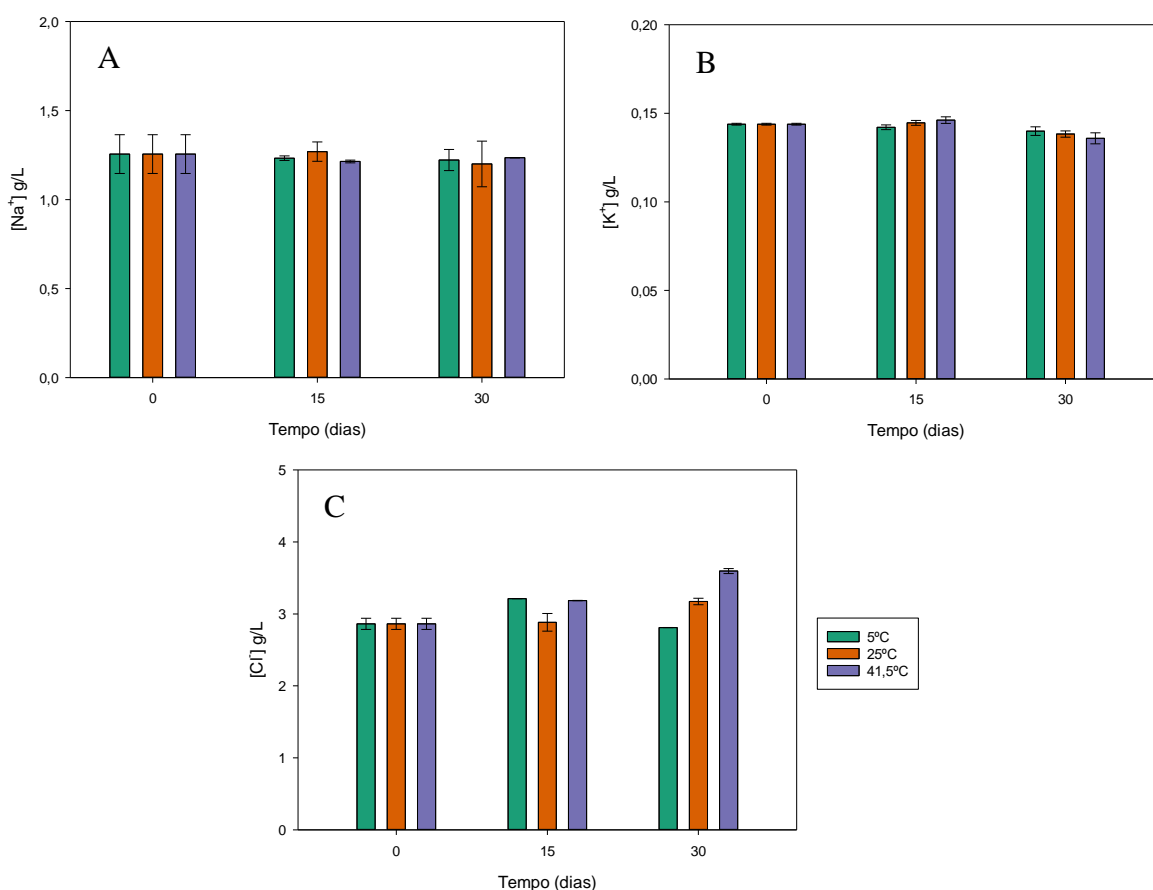 A
2,0
1,5
1,0
0,5
0,0
[Na⁺] g/L
0 15 30
Tempo (dias)
B
0,20
0,15
0,10
0,05
0,00
[K⁺] g/L
0 15 30
Tempo (dias)
C
5
4
3
2
1
0
[Cl⁻] g/L
0 15 30
Tempo (dias)
5ºC
25ºC
41,5ºC